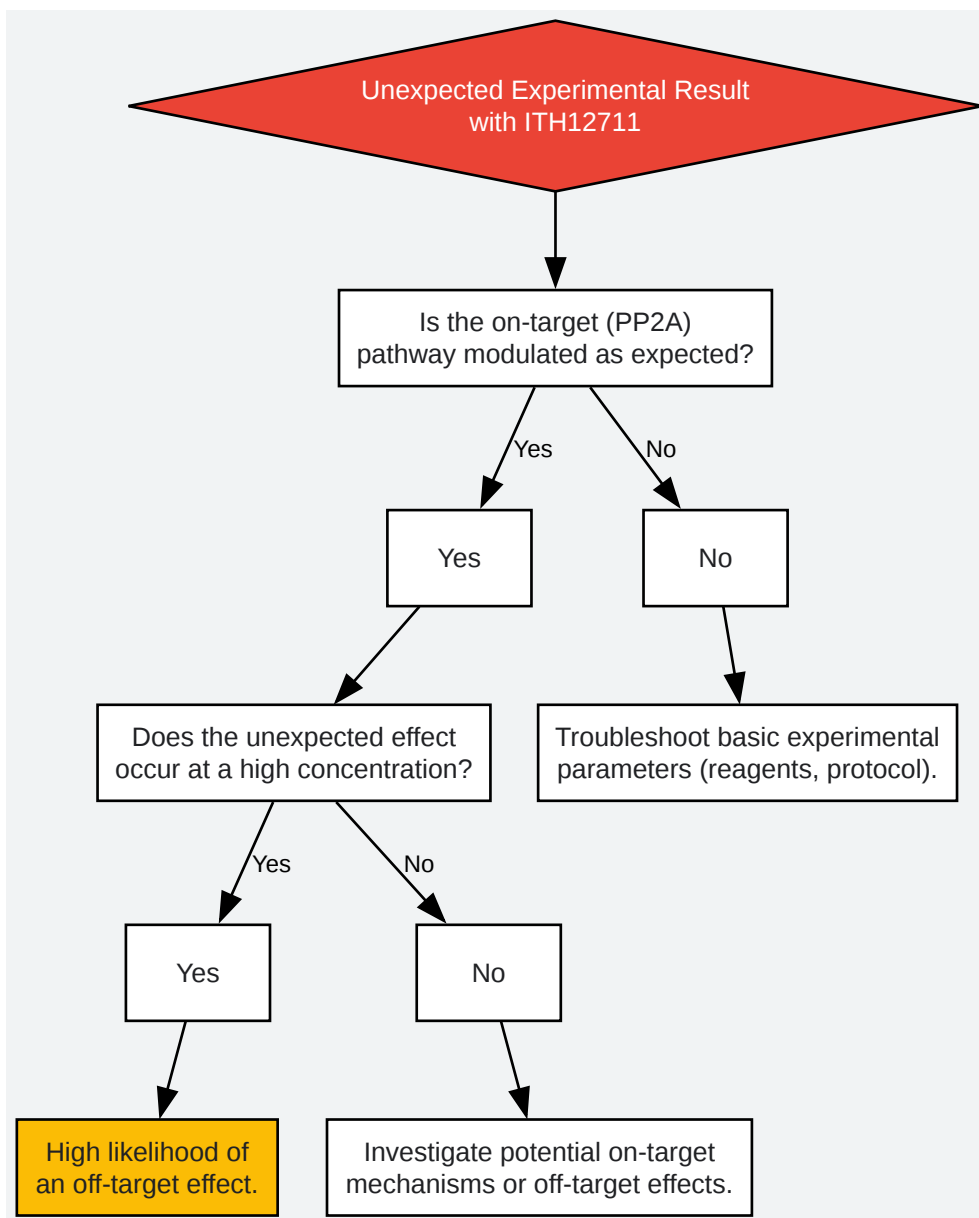 Unexpected Experimental Result
with ITH12711
Is the on-target (PP2A)
pathway modulated as expected?
Yes
No
Yes
No
Does the unexpected effect
occur at a high concentration?
Troubleshoot basic experimental
parameters (reagents, protocol).
Yes
No
Yes
No
High likelihood of
an off-target effect.
Investigate potential on-target
mechanisms or off-target effects.